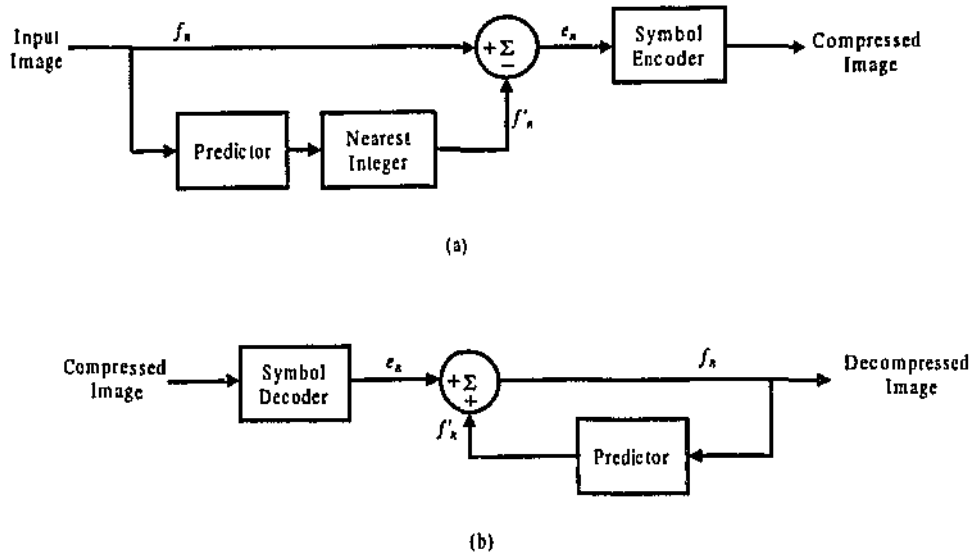 Input
Image
fₙ
+ Σ
−
eₙ
Symbol
Encoder
Compressed
Image
f'ₙ
Predictor
Nearest
Integer
(a)
Compressed
Image
Symbol
Decoder
eₙ
+ Σ
+
fₙ
Decompressed
Image
f'ₙ
Predictor
(b)